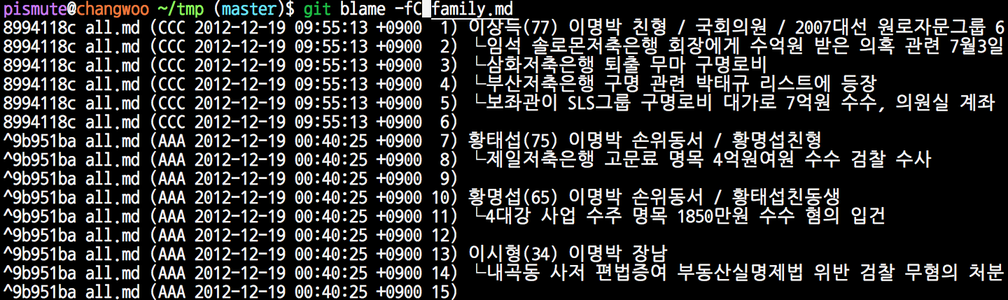 pismute@changwoo ~/tmp (master)$ git blame -fC family.md
8994118c all.md (CCC 2012-12-19 09:55:13 +0900  1) 이상득(77) 이명박 친형 / 국회의원 / 2007대선 원로자문그룹 6
8994118c all.md (CCC 2012-12-19 09:55:13 +0900  2) └임석 솔로몬저축은행 회장에게 수억원 받은 의혹 관련 7월3일
8994118c all.md (CCC 2012-12-19 09:55:13 +0900  3) └삼화저축은행 퇴출 무마 구명로비
8994118c all.md (CCC 2012-12-19 09:55:13 +0900  4) └부산저축은행 구명 관련 박태규 리스트에 등장
8994118c all.md (CCC 2012-12-19 09:55:13 +0900  5) └보좌관이 SLS그룹 구명로비 대가로 7억원 수수, 의원실 계좌
8994118c all.md (CCC 2012-12-19 09:55:13 +0900  6)
^9b951ba all.md (AAA 2012-12-19 00:40:25 +0900  7) 황태섭(75) 이명박 손위동서 / 황명섭친형
^9b951ba all.md (AAA 2012-12-19 00:40:25 +0900  8) └제일저축은행 고문료 명목 4억원여원 수수 검찰 수사
^9b951ba all.md (AAA 2012-12-19 00:40:25 +0900  9)
^9b951ba all.md (AAA 2012-12-19 00:40:25 +0900 10) 황명섭(65) 이명박 손위동서 / 황태섭친동생
^9b951ba all.md (AAA 2012-12-19 00:40:25 +0900 11) └4대강 사업 수주 명목 1850만원 수수 혐의 입건
^9b951ba all.md (AAA 2012-12-19 00:40:25 +0900 12)
^9b951ba all.md (AAA 2012-12-19 00:40:25 +0900 13) 이시형(34) 이명박 장남
^9b951ba all.md (AAA 2012-12-19 00:40:25 +0900 14) └내곡동 사저 편법증여 부동산실명제법 위반 검찰 무혐의 처분
^9b951ba all.md (AAA 2012-12-19 00:40:25 +0900 15)